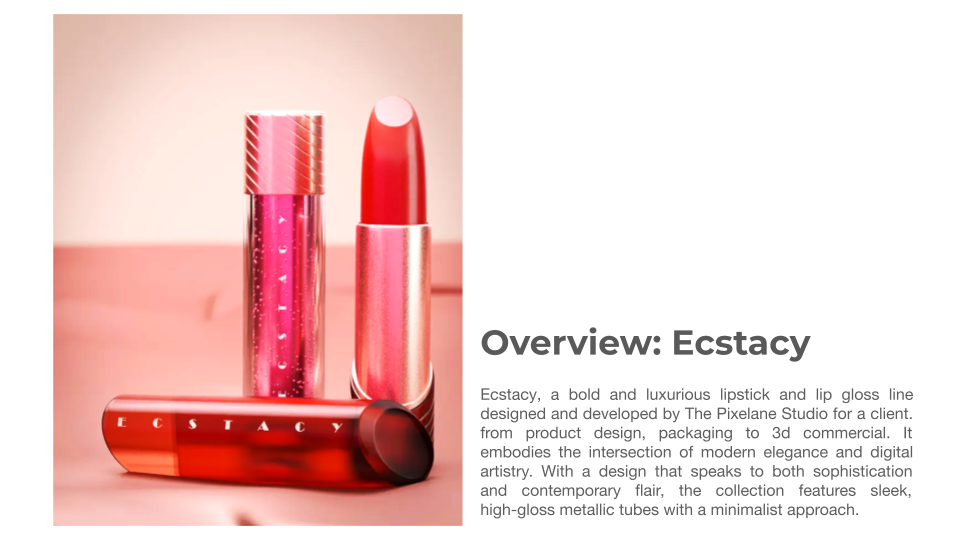 ECSTACY
ECSTACY
Overview: Ecstacy
Ecstacy, a bold and luxurious lipstick and lip gloss line
designed and developed by The Pixelane Studio for a client.
from product design, packaging to 3d commercial. It
embodies the intersection of modern elegance and digital
artistry. With a design that speaks to both sophistication
and contemporary flair, the collection features sleek,
high-gloss metallic tubes with a minimalist approach.